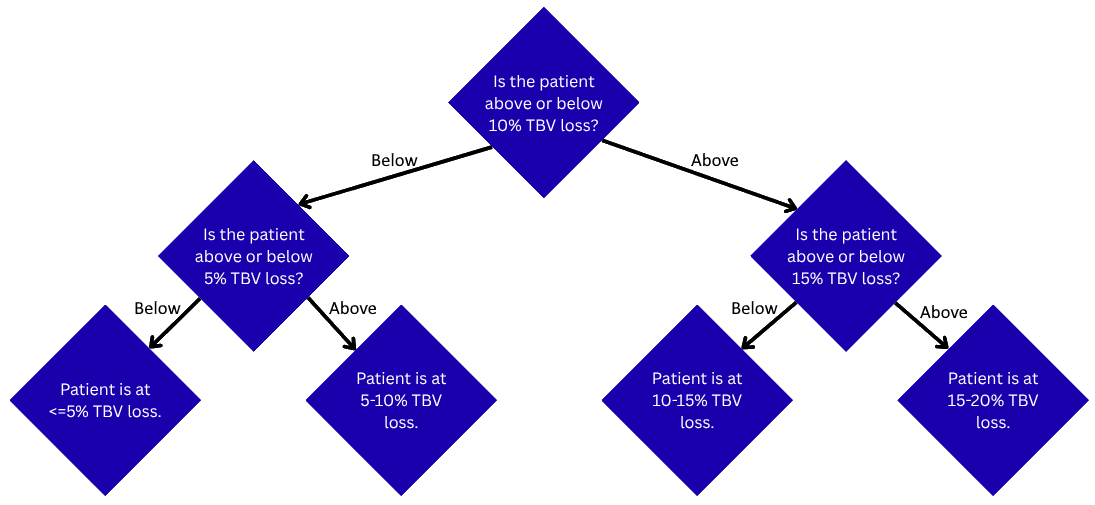 Is the patient
above or below
10% TBV loss?
Below
Above
Is the patient
above or below
5% TBV loss?
Is the patient
above or below
15% TBV loss?
Below
Above
Below
Above
Patient is at
<=5% TBV loss.
Patient is at
5-10% TBV
loss.
Patient is at
10-15% TBV
loss.
Patient is at
15-20% TBV
loss.